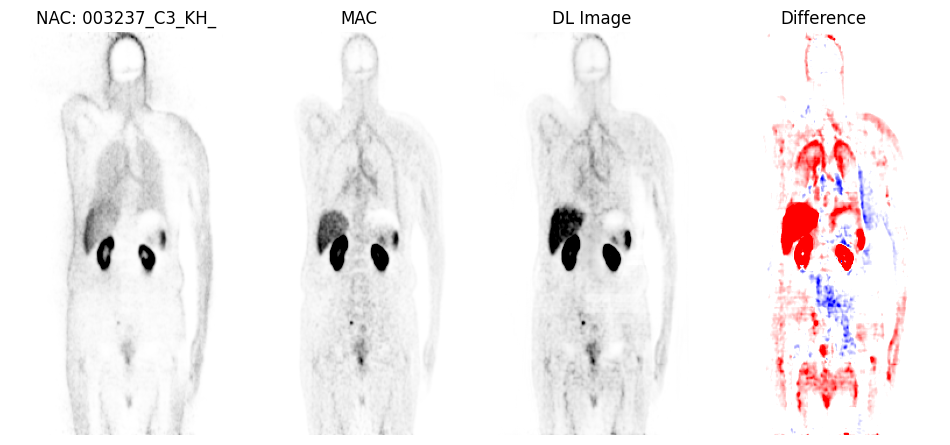 NAC: 003237_C3_KH_
MAC
DL Image
Difference